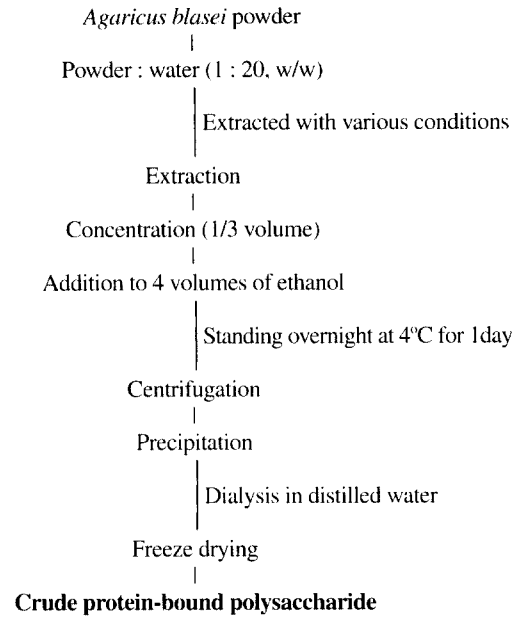 Agaricus blasei powder
Powder : water (1 : 20, w/w)
Extracted with various conditions
Extraction
Concentration (1/3 volume)
Addition to 4 volumes of ethanol
Standing overnight at 4°C for 1day
Centrifugation
Precipitation
Dialysis in distilled water
Freeze drying
Crude protein-bound polysaccharide